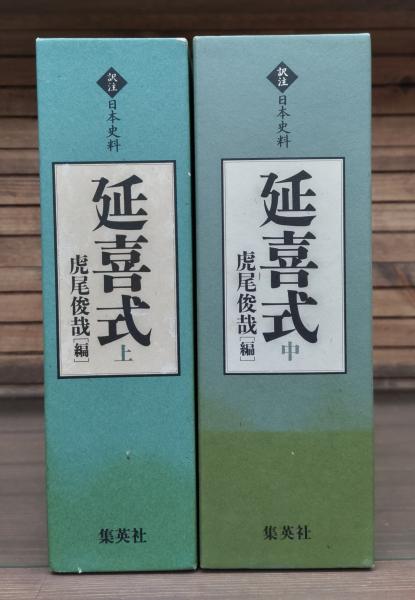 訳注
日本史料
延喜式
上
虎尾俊哉[編]
集英社
訳注
日本史料
延喜式
中
虎尾俊哉[編]
集英社